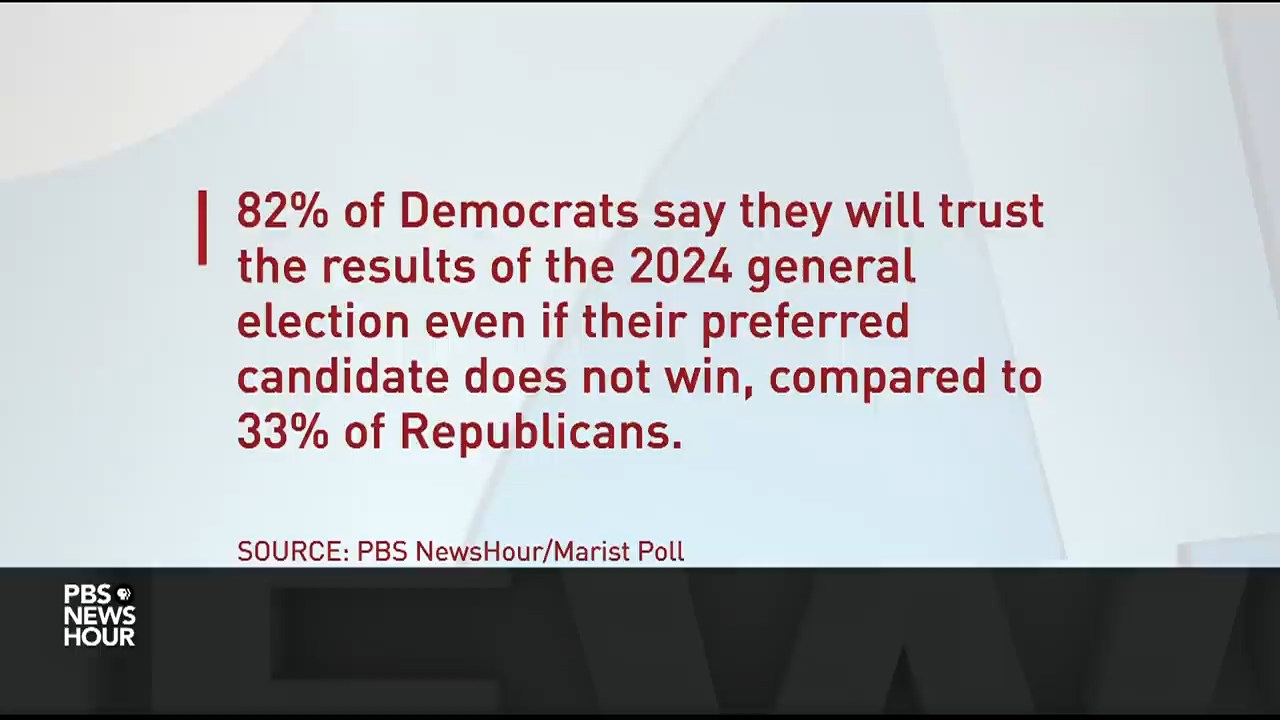 82% of Democrats say they will trust
the results of the 2024 general
election even if their preferred
candidate does not win, compared to
33% of Republicans.
SOURCE: PBS NewsHour/Marist Poll
PBS
NEWS
HOUR